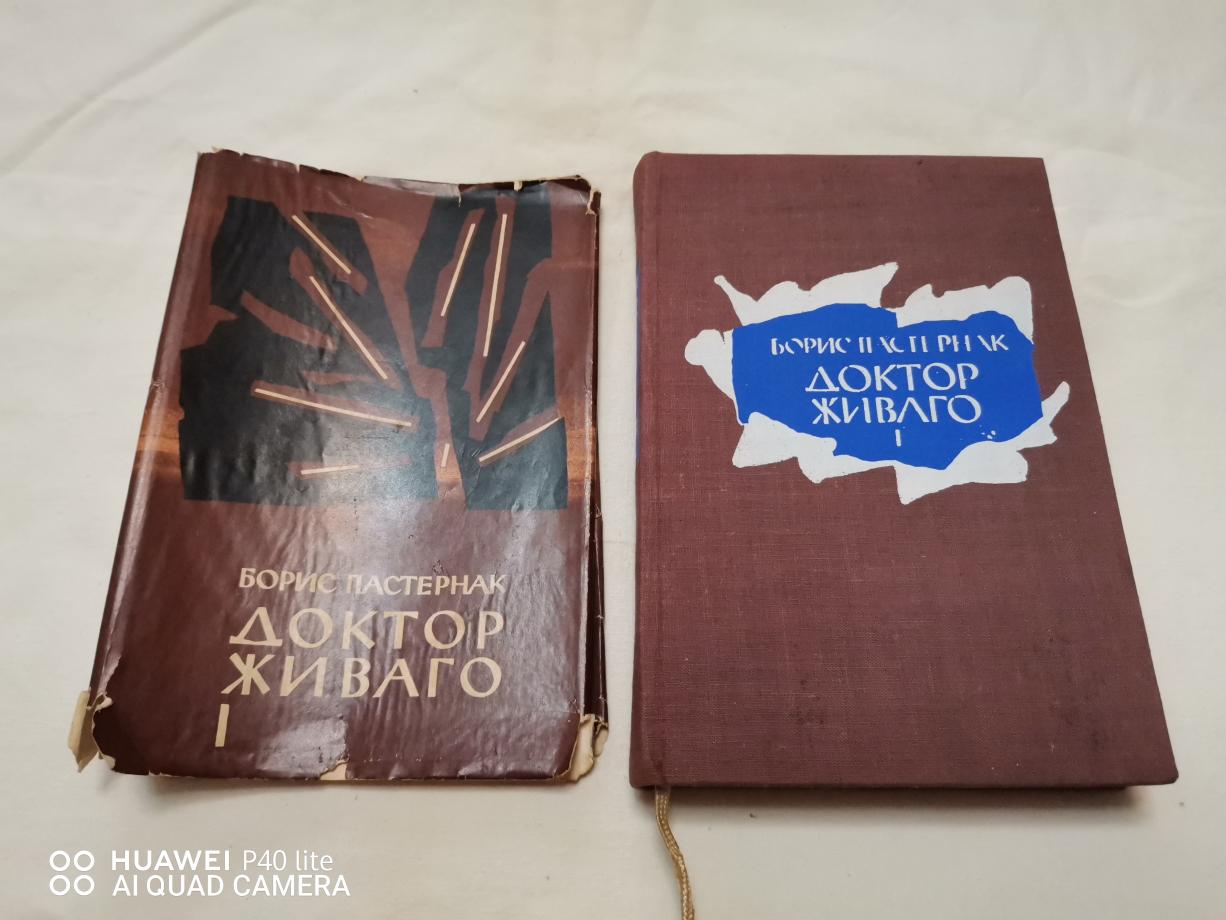 БОРИС ПАСТЕРНАК
ДОКТОР
ЖИВАГО
I
БОРИС ПАСТЕРНАК
ДОКТОР
ЖИВАГО
I
HUAWEI P40 lite
AI QUAD CAMERA